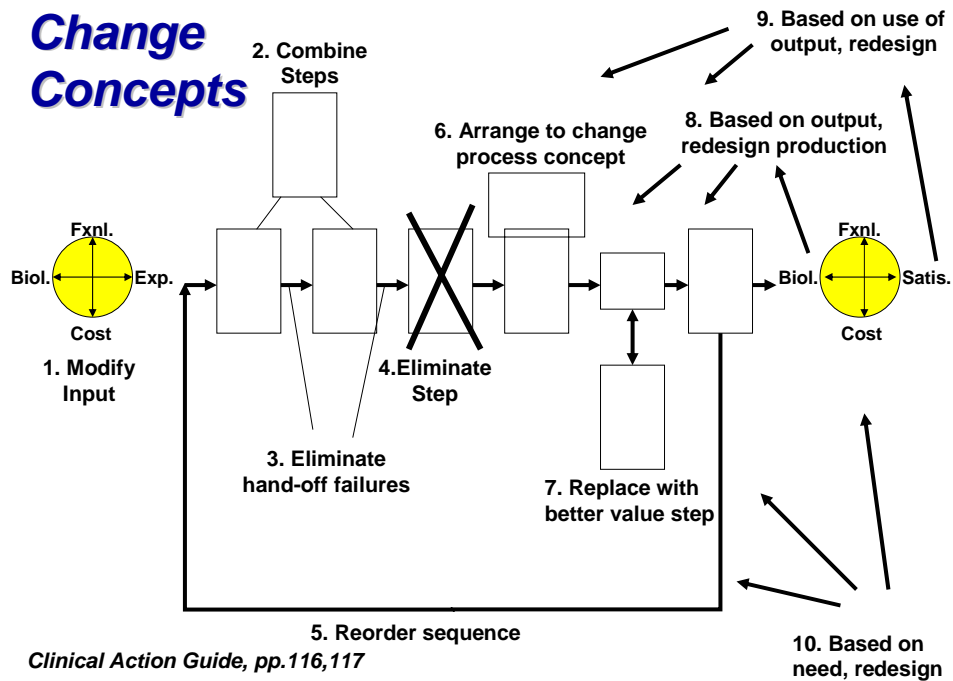 Change
Concepts
2. Combine
Steps
9. Based on use of
output, redesign
6. Arrange to change
process concept
8. Based on output,
redesign production
Fxnl.
Biol.
Exp.
Cost
1. Modify
Input
4.Eliminate
Step
3. Eliminate
hand-off failures
7. Replace with
better value step
Fxnl.
Biol.
Satis.
Cost
5. Reorder sequence
10. Based on
need, redesign
Clinical Action Guide, pp.116,117